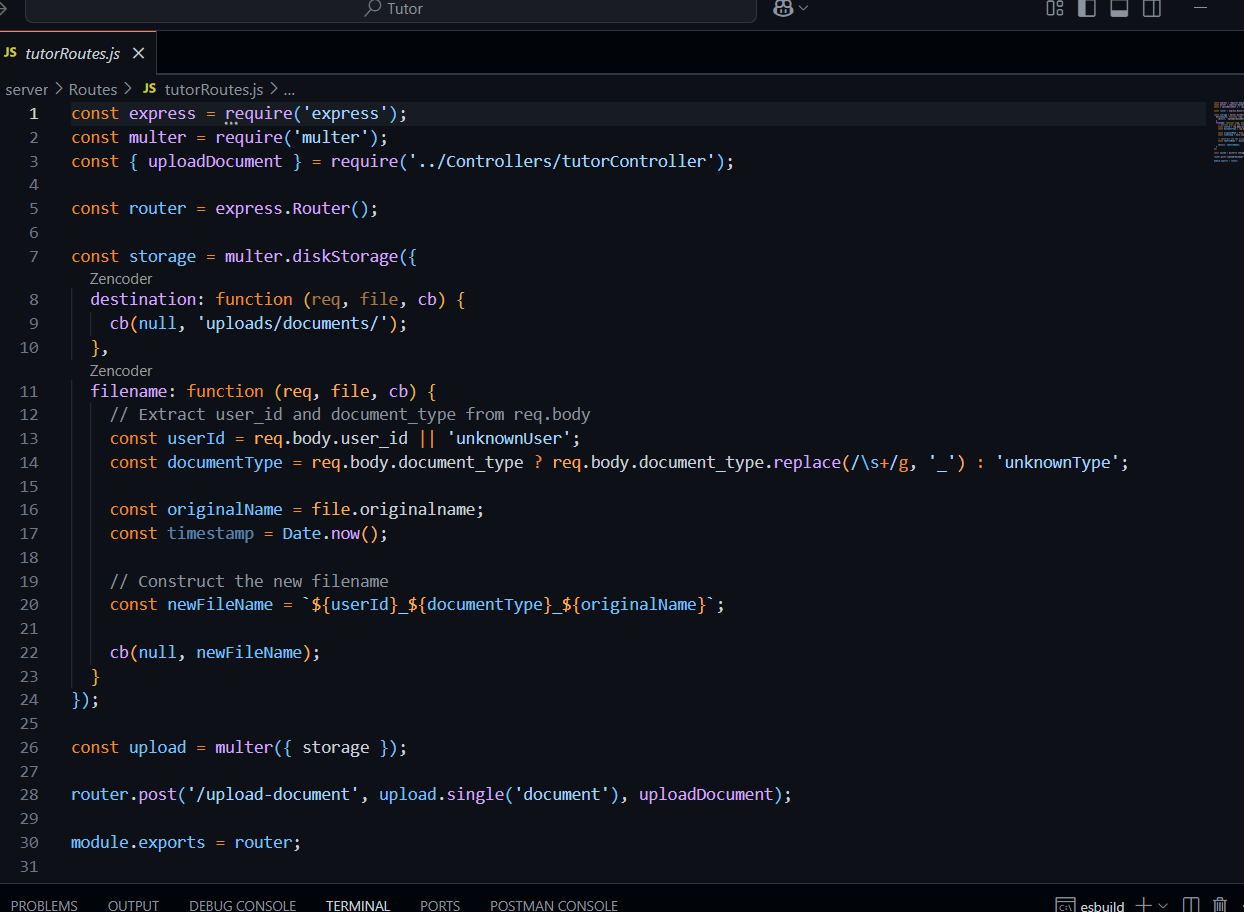 Tutor
JS tutorRoutes.js
server > Routes > JS tutorRoutes.js > ...
1 const express = require('express');
2 const multer = require('multer');
3 const { uploadDocument } = require('../Controllers/tutorController');
4
5 const router = express.Router();
6
7 const storage = multer.diskStorage({
Zencoder
8 destination: function (req, file, cb) {
9 cb(null, 'uploads/documents/');
10 },
Zencoder
11 filename: function (req, file, cb) {
12 // Extract user_id and document_type from req.body
13 const userId = req.body.user_id || 'unknownUser';
14 const documentType = req.body.document_type ? req.body.document_type.replace(/\s+/g, '_') : 'unknownType';
15
16 const originalName = file.originalname;
17 const timestamp = Date.now();
18
19 // Construct the new filename
20 const newFileName = `${userId}_${documentType}_${originalName}`;
21
22 cb(null, newFileName);
23 }
24 });
25
26 const upload = multer({ storage });
27
28 router.post('/upload-document', upload.single('document'), uploadDocument);
29
30 module.exports = router;
31
PROBLEMS OUTPUT DEBUG CONSOLE TERMINAL PORTS POSTMAN CONSOLE esbuild